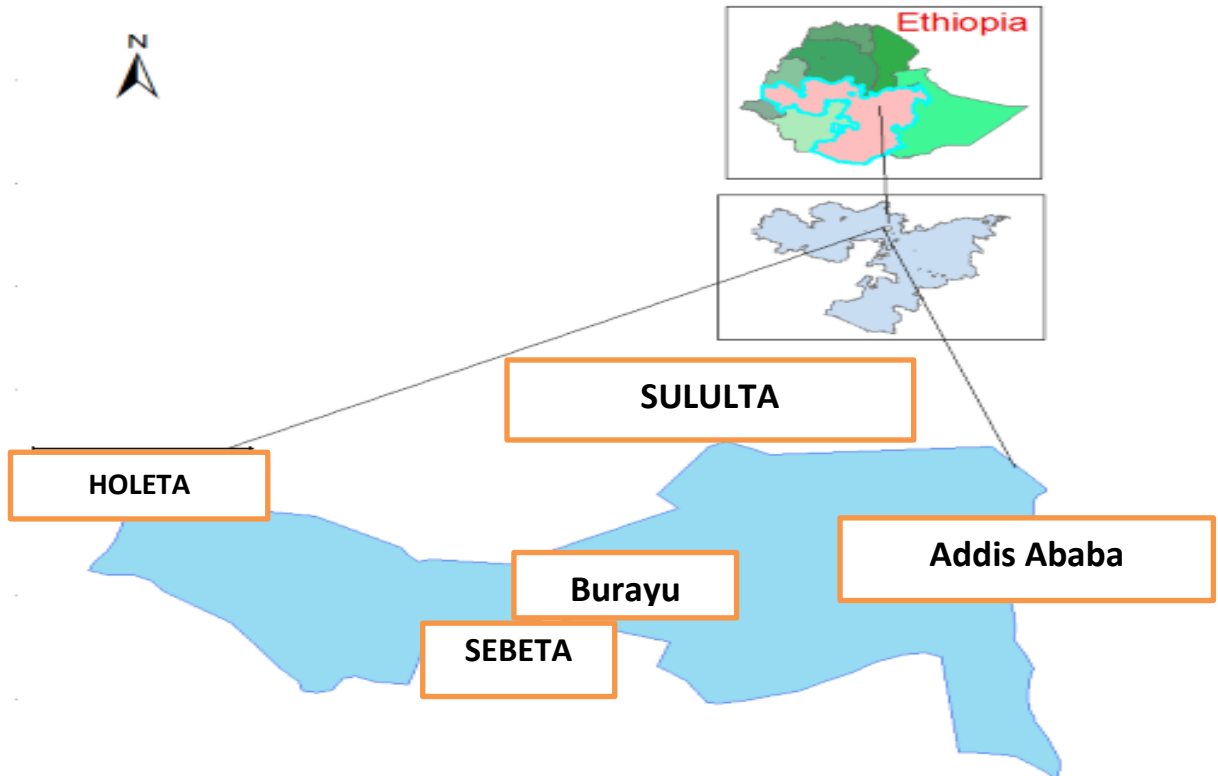 Ethiopia
N
SULULTA
HOLETA
Addis Ababa
Burayu
SEBETA